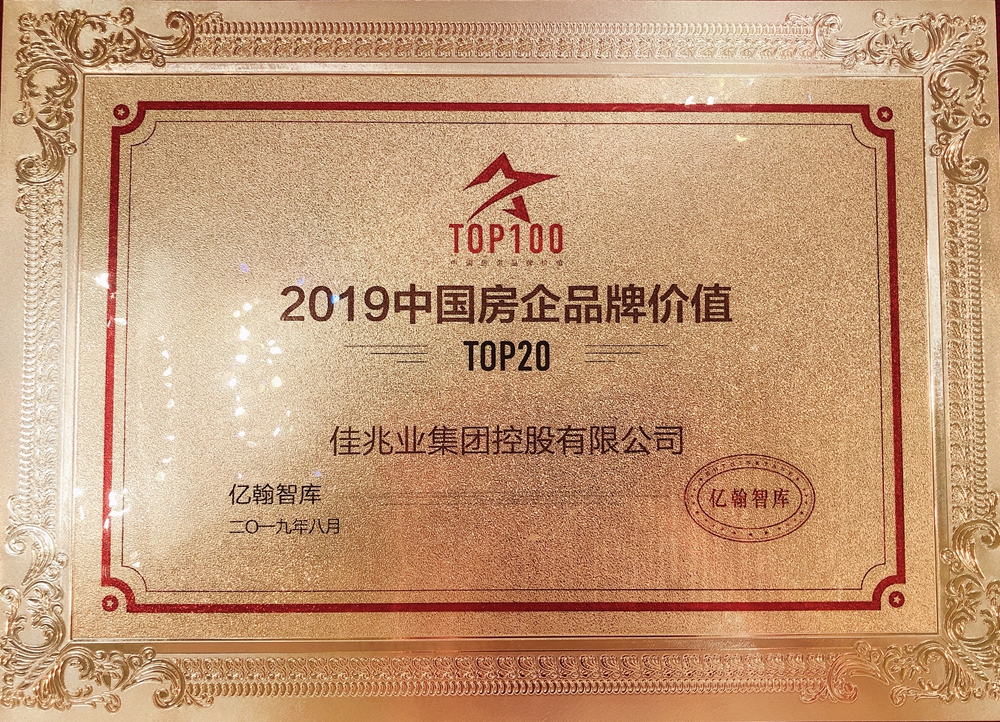 TOP100
2019中国房企品牌价值
TOP20
佳兆业集团控股有限公司
亿翰智库
二〇一九年八月
亿翰智库